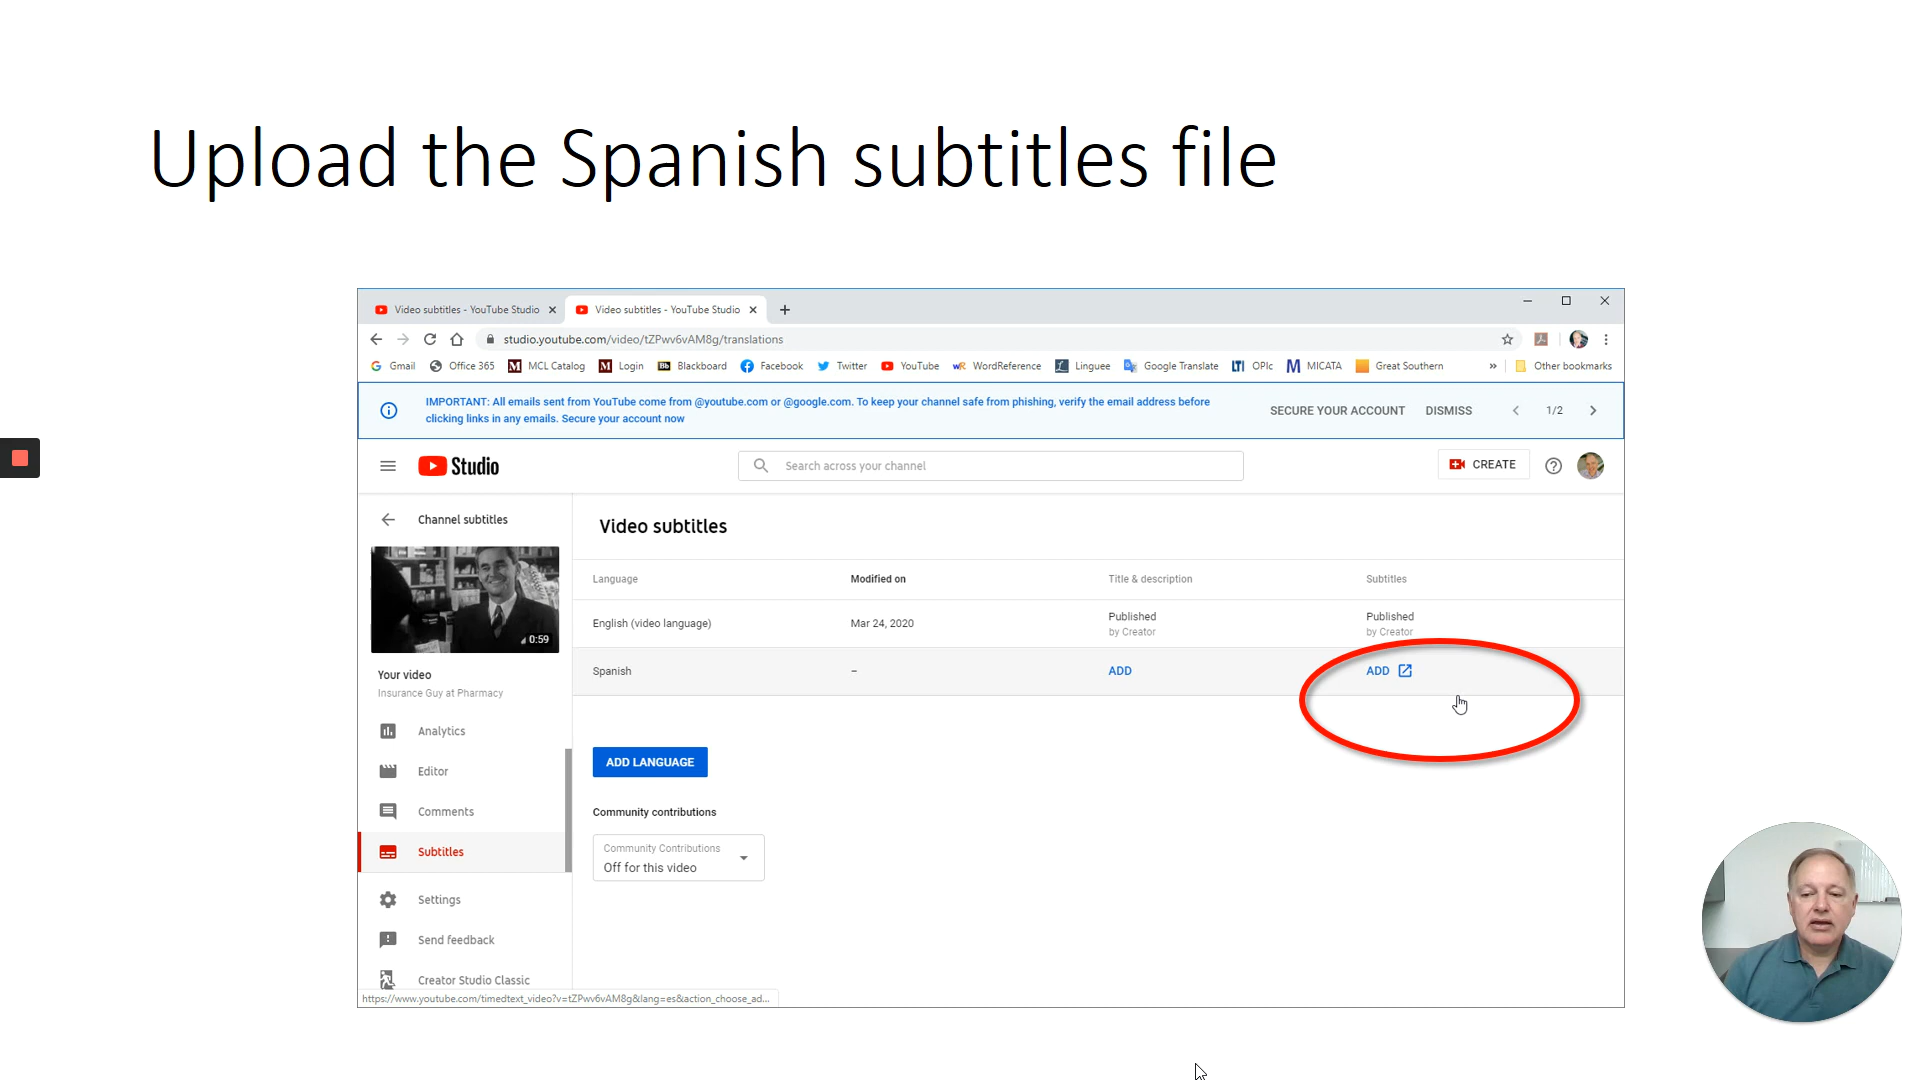 Upload the Spanish subtitles file
Video subtitles - YouTube Studio
Video subtitles - YouTube Studio
studio.youtube.com/video/tZPwv6vAM8g/translations
Gmail Office 365 MCL Catalog Login Bb Blackboard Facebook Twitter YouTube WR WordReference Linguee Google Translate LTI OPIc MICATA Great Southern » Other bookmarks
IMPORTANT: All emails sent from YouTube come from @youtube.com or @google.com. To keep your channel safe from phishing, verify the email address before
clicking links in any emails. Secure your account now
SECURE YOUR ACCOUNT DISMISS 1/2
Studio
Search across your channel
CREATE
Channel subtitles
0:59
Your video
Insurance Guy at Pharmacy
Analytics
Editor
Comments
Subtitles
Settings
Send feedback
Creator Studio Classic
Video subtitles
Language Modified on Title & description Subtitles
English (video language) Mar 24, 2020 Published Published
by Creator by Creator
Spanish – ADD ADD
ADD LANGUAGE
Community contributions
Community Contributions
Off for this video
https://www.youtube.com/timedtext_video?v=tZPwv6vAM8g&lang=es&action_choose_ad...